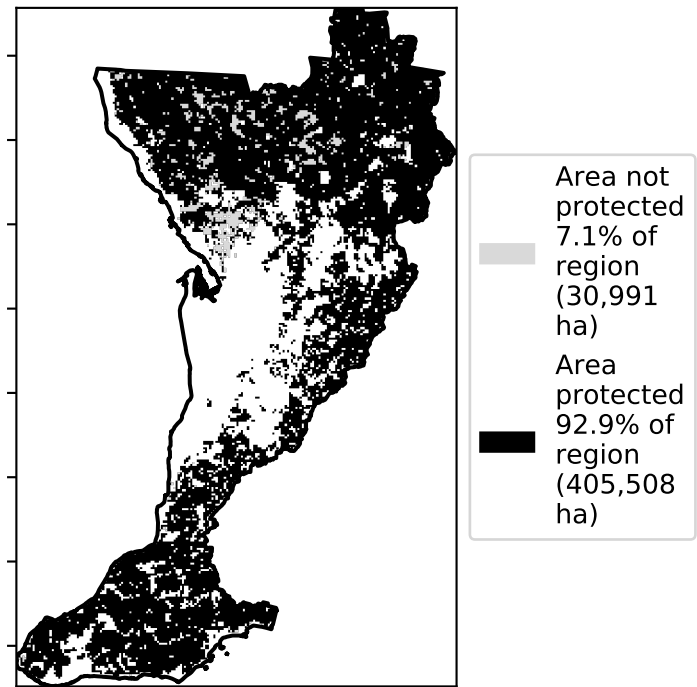 Area not
protected
7.1% of
region
(30,991
ha)
Area
protected
92.9% of
region
(405,508
ha)